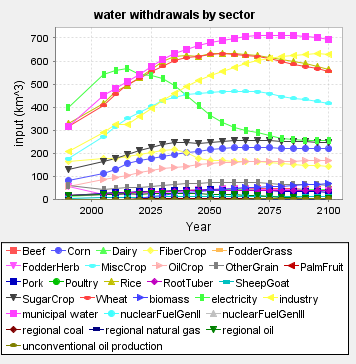 water withdrawals by sector
input (km^3)
700
600
500
400
300
200
100
0
2000 2025 2050 2075 2100
Year
Beef Corn Dairy FiberCrop FodderGrass
FodderHerb MiscCrop OilCrop OtherGrain PalmFruit
Pork Poultry Rice RootTuber SheepGoat
SugarCrop Wheat biomass electricity industry
municipal water nuclearFuelGenII nuclearFuelGenIII
regional coal regional natural gas regional oil
unconventional oil production